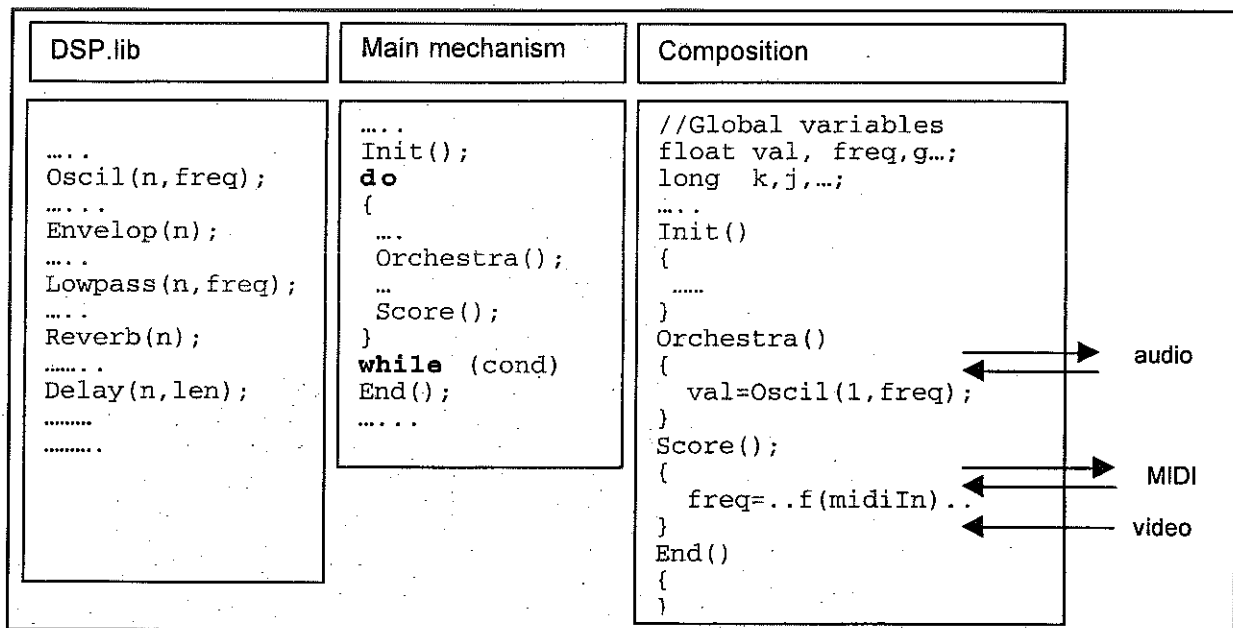 DSP.lib
.....
Oscil(n,freq);
......
Envelop(n);
.....
Lowpass(n,freq);
.....
Reverb(n);
........
Delay(n,len);
.........
..........
Main mechanism
.....
Init();
do
{
....
Orchestra();
...
Score();
}
while (cond)
End();
......
Composition
//Global variables
float val, freq,g…;
long k,j,…;
.....
Init()
{
......
}
Orchestra()
{
val=Oscil(1,freq);
}
Score();
{
freq=..f(midiIn)..
}
End()
{
}
audio
MIDI
video